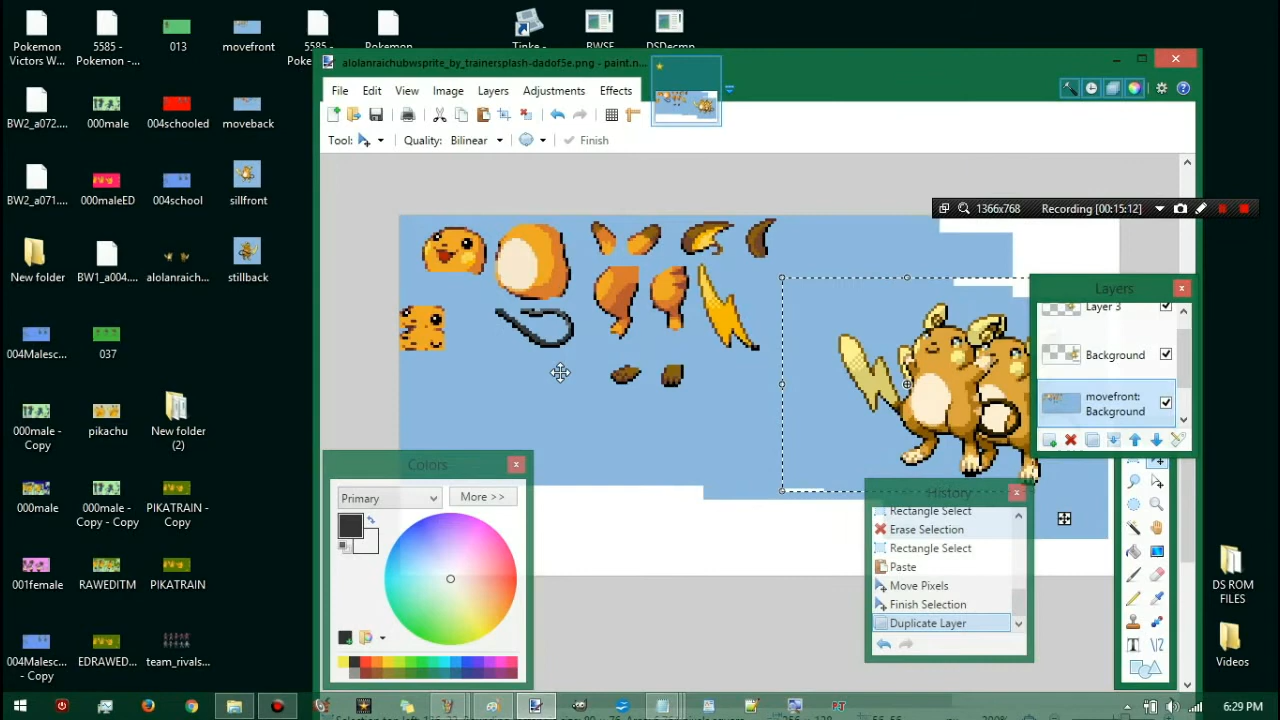 Pokemon
Victors W...
5585 -
Pokemon -...
013
movefront
5585 -
Poke
Pokemon
Tinke -
BWSE
DSDecmp
BW2_a072....
000male
004schooled
moveback
BW2_a071....
000maleED
004school
sillfront
New folder
BW1_a004....
alolanraich...
stillback
004Malesc...
037
000male -
Copy
pikachu
New folder
(2)
000male
000male -
Copy - Copy
PIKATRAIN -
Copy
001female
RAWEDITM
PIKATRAIN
004Malesc...
- Copy
EDRAWED...
team_rivals...
alolanraichubwsprite_by_trainersplash-dadof5e.png - paint.n...
File Edit View Image Layers Adjustments Effects
Tool: Quality: Bilinear Finish
1366x768 Recording [00:15:12]
Layers
Layer 3
Background
movefront:
Background
Colors
Primary
More >>
History
Rectangle Select
Erase Selection
Rectangle Select
Paste
Move Pixels
Finish Selection
Duplicate Layer
DS ROM
FILES
Videos
6:29 PM